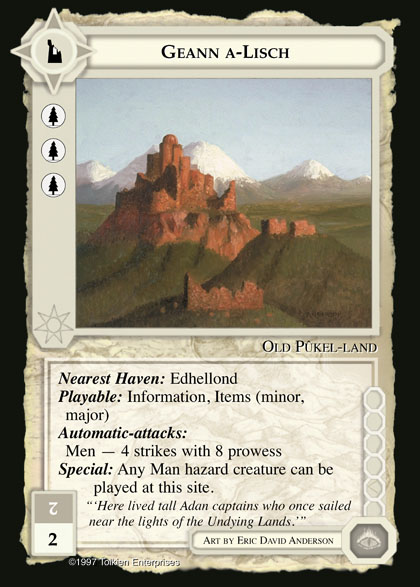 Geann a-Lisch
Old Pûkel-land
Nearest Haven: Edhellond
Playable: Information, Items (minor,
major)
Automatic-attacks:
Men — 4 strikes with 8 prowess
Special: Any Man hazard creature can be
played at this site.
“‘Here lived tall Adan captains who once sailed
near the lights of the Undying Lands.’”
2
2
Art by Eric David Anderson
©1997 Tolkien Enterprises